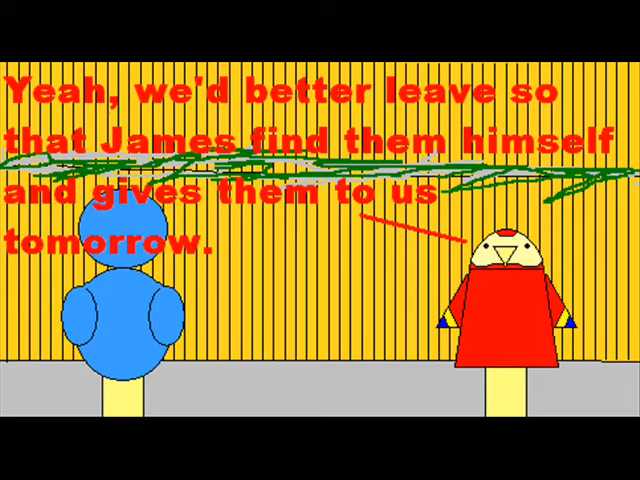 Yeah, we'd better leave so
that James find them himself
and gives them to us
tomorrow.